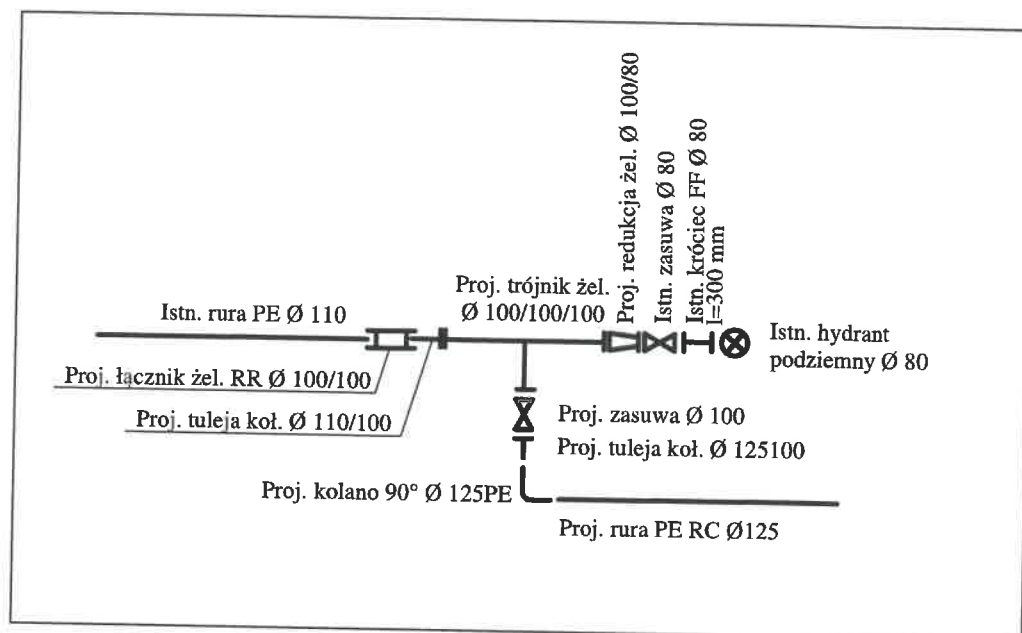 Proj. redukcja żel. Ø 100/80
Istn. zasuwa Ø 80
Istn. króciec FF Ø 80
l=300 mm
Proj. trójnik żel.
Ø 100/100/100
Istn. rura PE Ø 110
Istn. hydrant
podziemny Ø 80
Proj. łącznik żel. RR Ø 100/100
Proj. tuleja koł. Ø 110/100
Proj. zasuwa Ø 100
Proj. tuleja koł. Ø 125100
Proj. kolano 90° Ø 125PE
Proj. rura PE RC Ø125